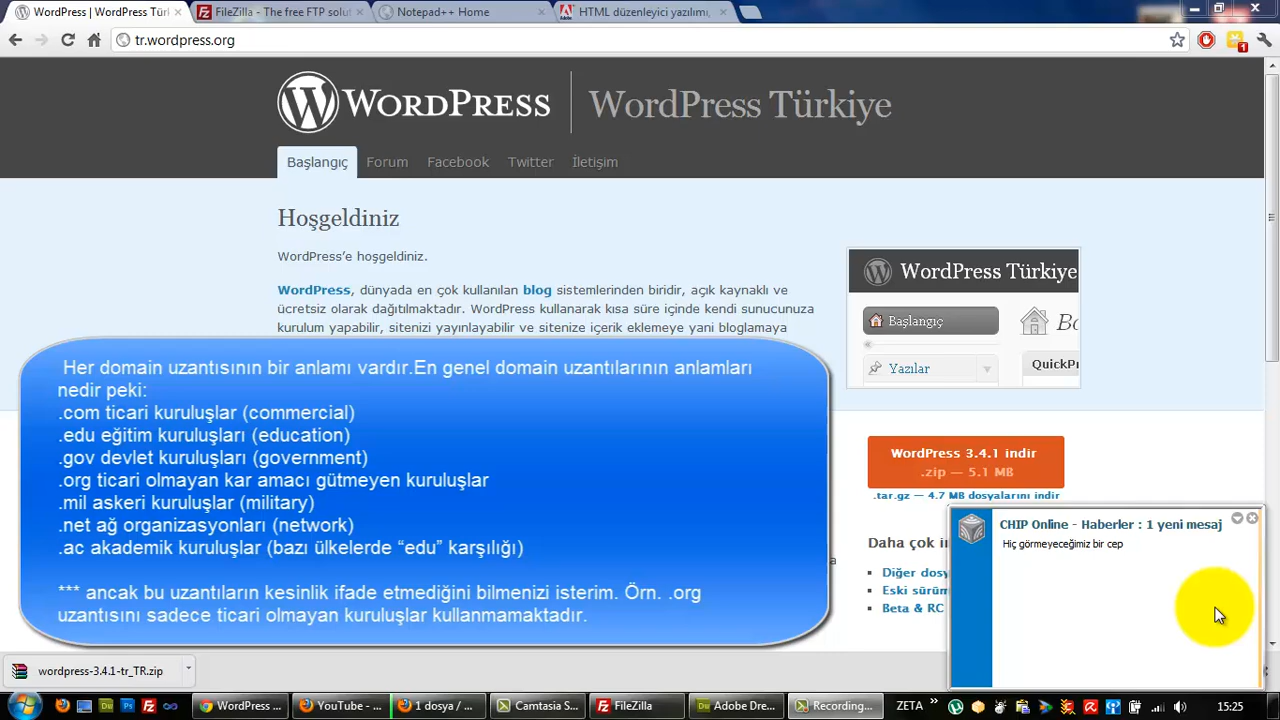 WordPress | WordPress Tür
FileZilla - The free FTP solut
Notepad++ Home
HTML düzenleyici yazılımı,
tr.wordpress.org
1
WORDPRESS
WordPress Türkiye
Başlangıç
Forum
Facebook
Twitter
İletişim
Hoşgeldiniz
WordPress’e hoşgeldiniz.
WordPress, dünyada en çok kullanılan blog sistemlerinden biridir, açık kaynaklı ve
ücretsiz olarak dağıtılmaktadır. WordPress kullanarak kısa süre içinde kendi sunucunuza
kurulum yapabilir, sitenizi yayınlayabilir ve sitenize içerik eklemeye yani bloglamaya
WordPress Türkiye
Başlangıç
Yazılar
QuickPr
Her domain uzantısının bir anlamı vardır.En genel domain uzantılarının anlamları
nedir peki:
.com ticari kuruluşlar (commercial)
.edu eğitim kuruluşları (education)
.gov devlet kuruluşları (government)
.org ticari olmayan kar amacı gütmeyen kuruluşlar
.mil askeri kuruluşlar (military)
.net ağ organizasyonları (network)
.ac akademik kuruluşlar (bazı ülkelerde “edu” karşılığı)
*** ancak bu uzantıların kesinlik ifade etmediğini bilmenizi isterim. Örn. .org
uzantısını sadece ticari olmayan kuruluşlar kullanmamaktadır.
WordPress 3.4.1 indir
.zip — 5.1 MB
.tar.gz — 4.7 MB dosyalarını indir
Daha çok in
Diğer dosy
Eski sürüm
Beta & RC
CHIP Online - Haberler : 1 yeni mesaj
Hiç görmeyeceğimiz bir cep
wordpress-3.4.1-tr_TR.zip
WordPress ...
YouTube - ...
1 dosya / ...
Camtasia S...
FileZilla
Adobe Dre...
Recording...
ZETA
15:25